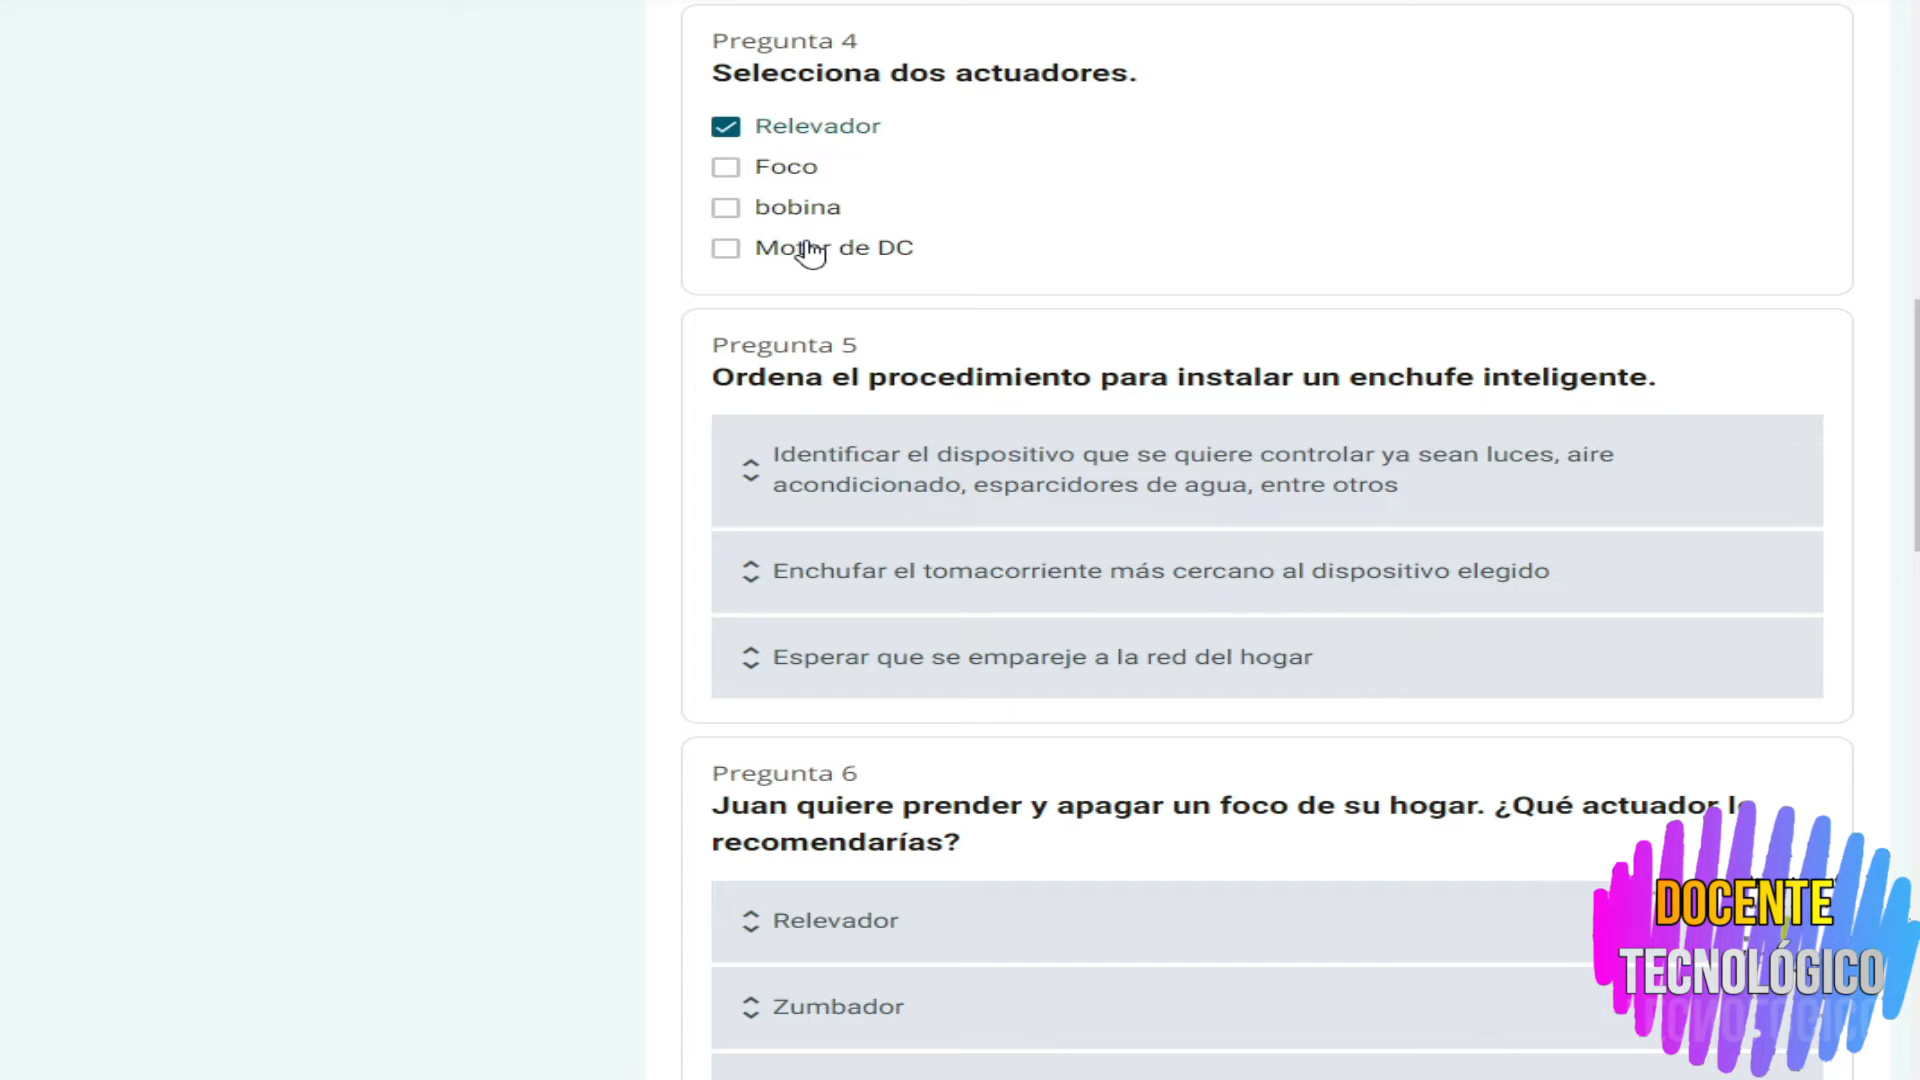 Pregunta 4
Selecciona dos actuadores.
Relevador
Foco
bobina
Motor de DC
Pregunta 5
Ordena el procedimiento para instalar un enchufe inteligente.
Identificar el dispositivo que se quiere controlar ya sean luces, aire
acondicionado, esparcidores de agua, entre otros
Enchufar el tomacorriente más cercano al dispositivo elegido
Esperar que se empareje a la red del hogar
Pregunta 6
Juan quiere prender y apagar un foco de su hogar. ¿Qué actuador
recomendarías?
Relevador
Zumbador
DOCENTE
TECNOLÓGICO